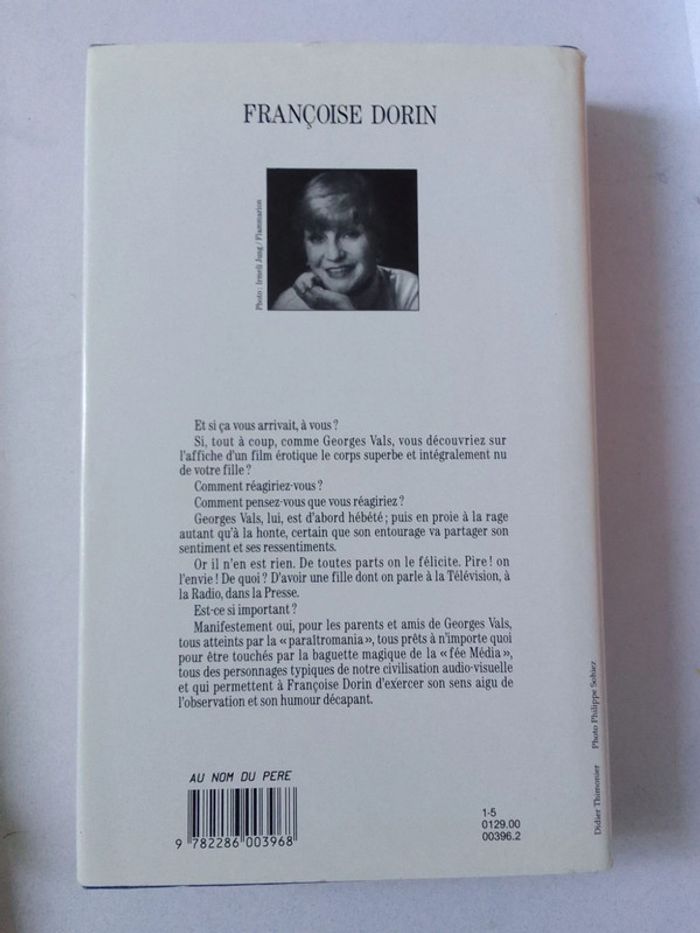 FRANÇOISE DORIN
Photo : Irmeli Jung / Flammarion
Et si ça vous arrivait, à vous ?
Si, tout à coup, comme Georges Vals, vous découvriez sur
l'affiche d'un film érotique le corps superbe et intégralement nu
de votre fille ?
Comment réagiriez-vous ?
Comment pensez-vous que vous réagiriez ?
Georges Vals, lui, est d'abord hébété ; puis en proie à la rage
autant qu'à la honte, certain que son entourage va partager son
sentiment et ses ressentiments.
Or il n'en est rien. De toutes parts on le félicite. Pire ! on
l'envie ! De quoi ? D'avoir une fille dont on parle à la Télévision, à
la Radio, dans la Presse.
Est-ce si important ?
Manifestement oui, pour les parents et amis de Georges Vals,
tous atteints par la « paraltromania », tous prêts à n'importe quoi
pour être touchés par la baguette magique de la « fée Média »,
tous des personnages typiques de notre civilisation audio-visuelle
et qui permettent à Françoise Dorin d'exercer son sens aigu de
l'observation et son humour décapant.
AU NOM DU PERE
9 782286 003968
1-5
0129.00
00396.2
Didier Thimonier Photo Philippe Sohiez